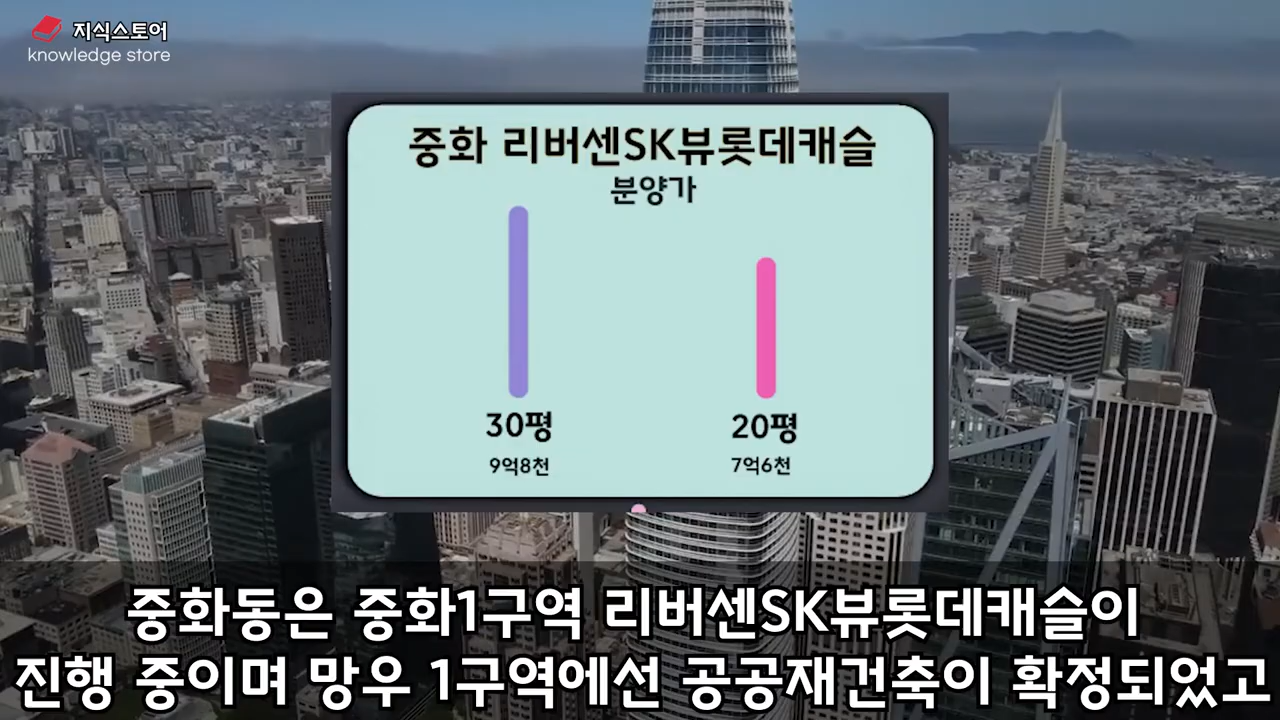 지식스토어
knowledge store
중화 리버센SK뷰롯데캐슬
분양가
30평
20평
9억8천
7억6천
중화동은 중화1구역 리버센SK뷰롯데캐슬이
진행 중이며 망우 1구역에선 공공재건축이 확정되었고